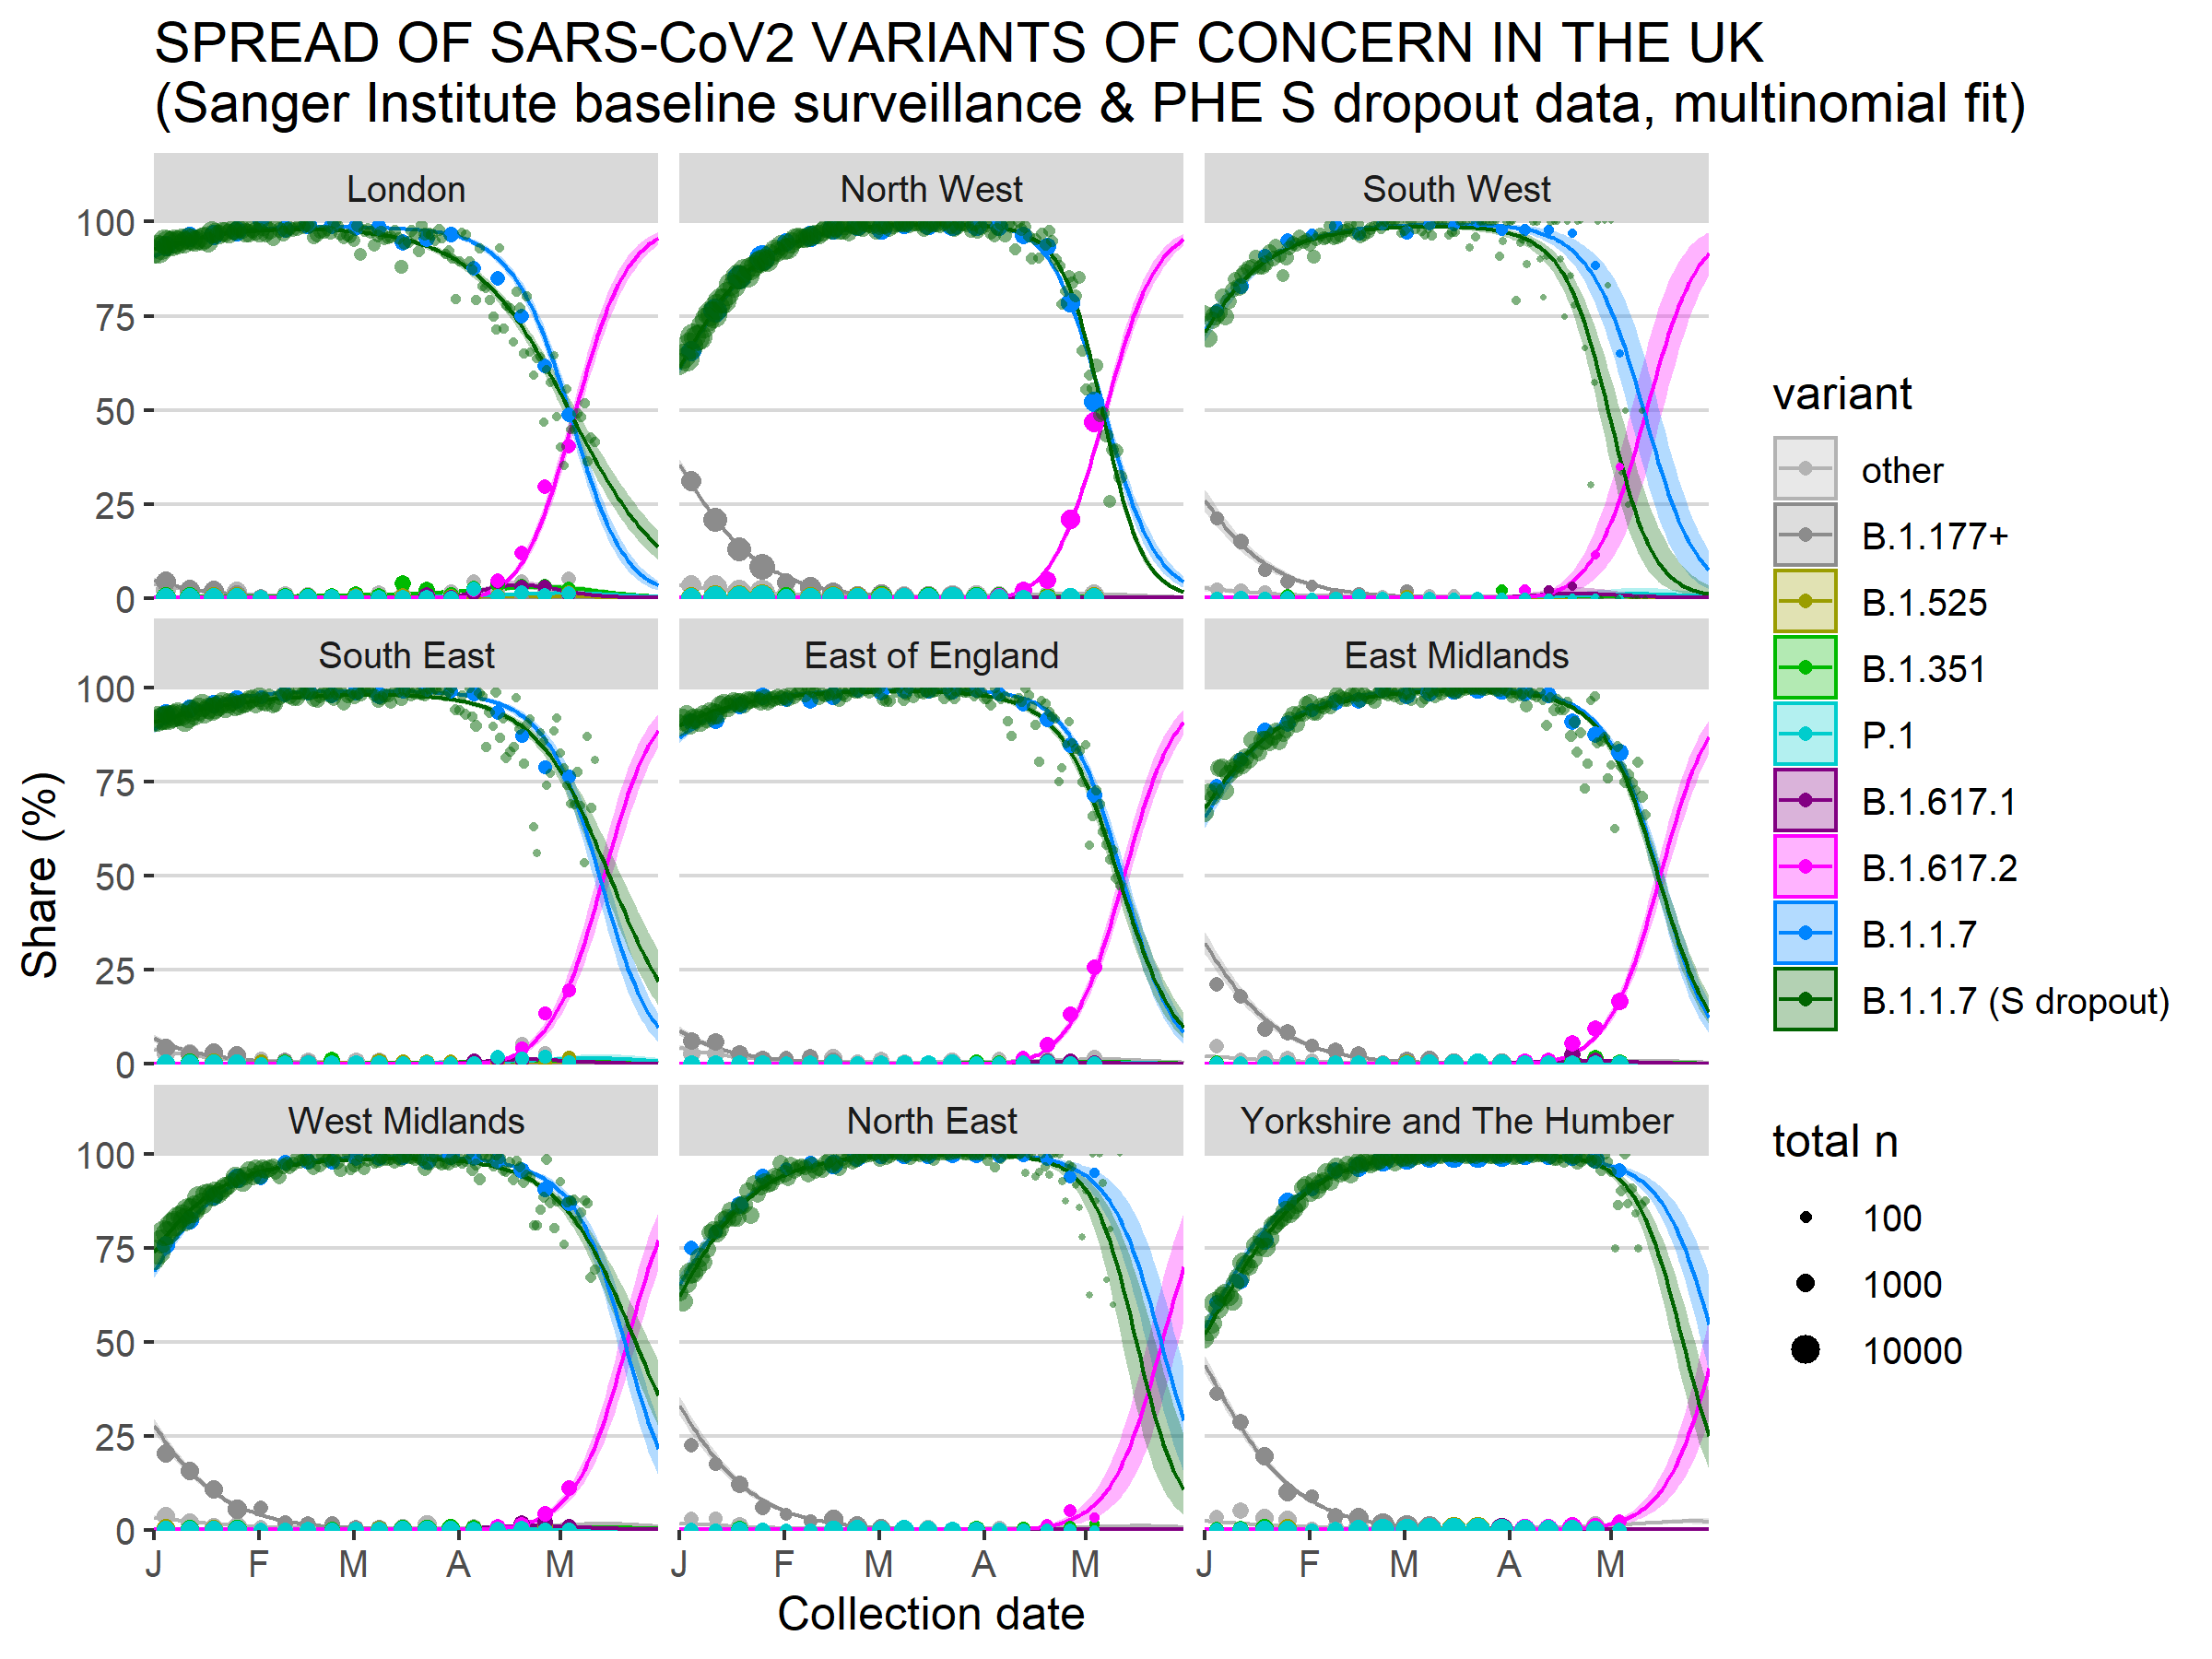 SPREAD OF SARS-CoV2 VARIANTS OF CONCERN IN THE UK
(Sanger Institute baseline surveillance & PHE S dropout data, multinomial fit)
London
North West
South West
100
75
50
25
0
South East
East of England
East Midlands
100
75
50
25
0
West Midlands
North East
Yorkshire and The Humber
100
75
50
25
0
J F M A M
J F M A M
J F M A M
Collection date
Share (%)
variant
other
B.1.177+
B.1.525
B.1.351
P.1
B.1.617.1
B.1.617.2
B.1.1.7
B.1.1.7 (S dropout)
total n
100
1000
10000